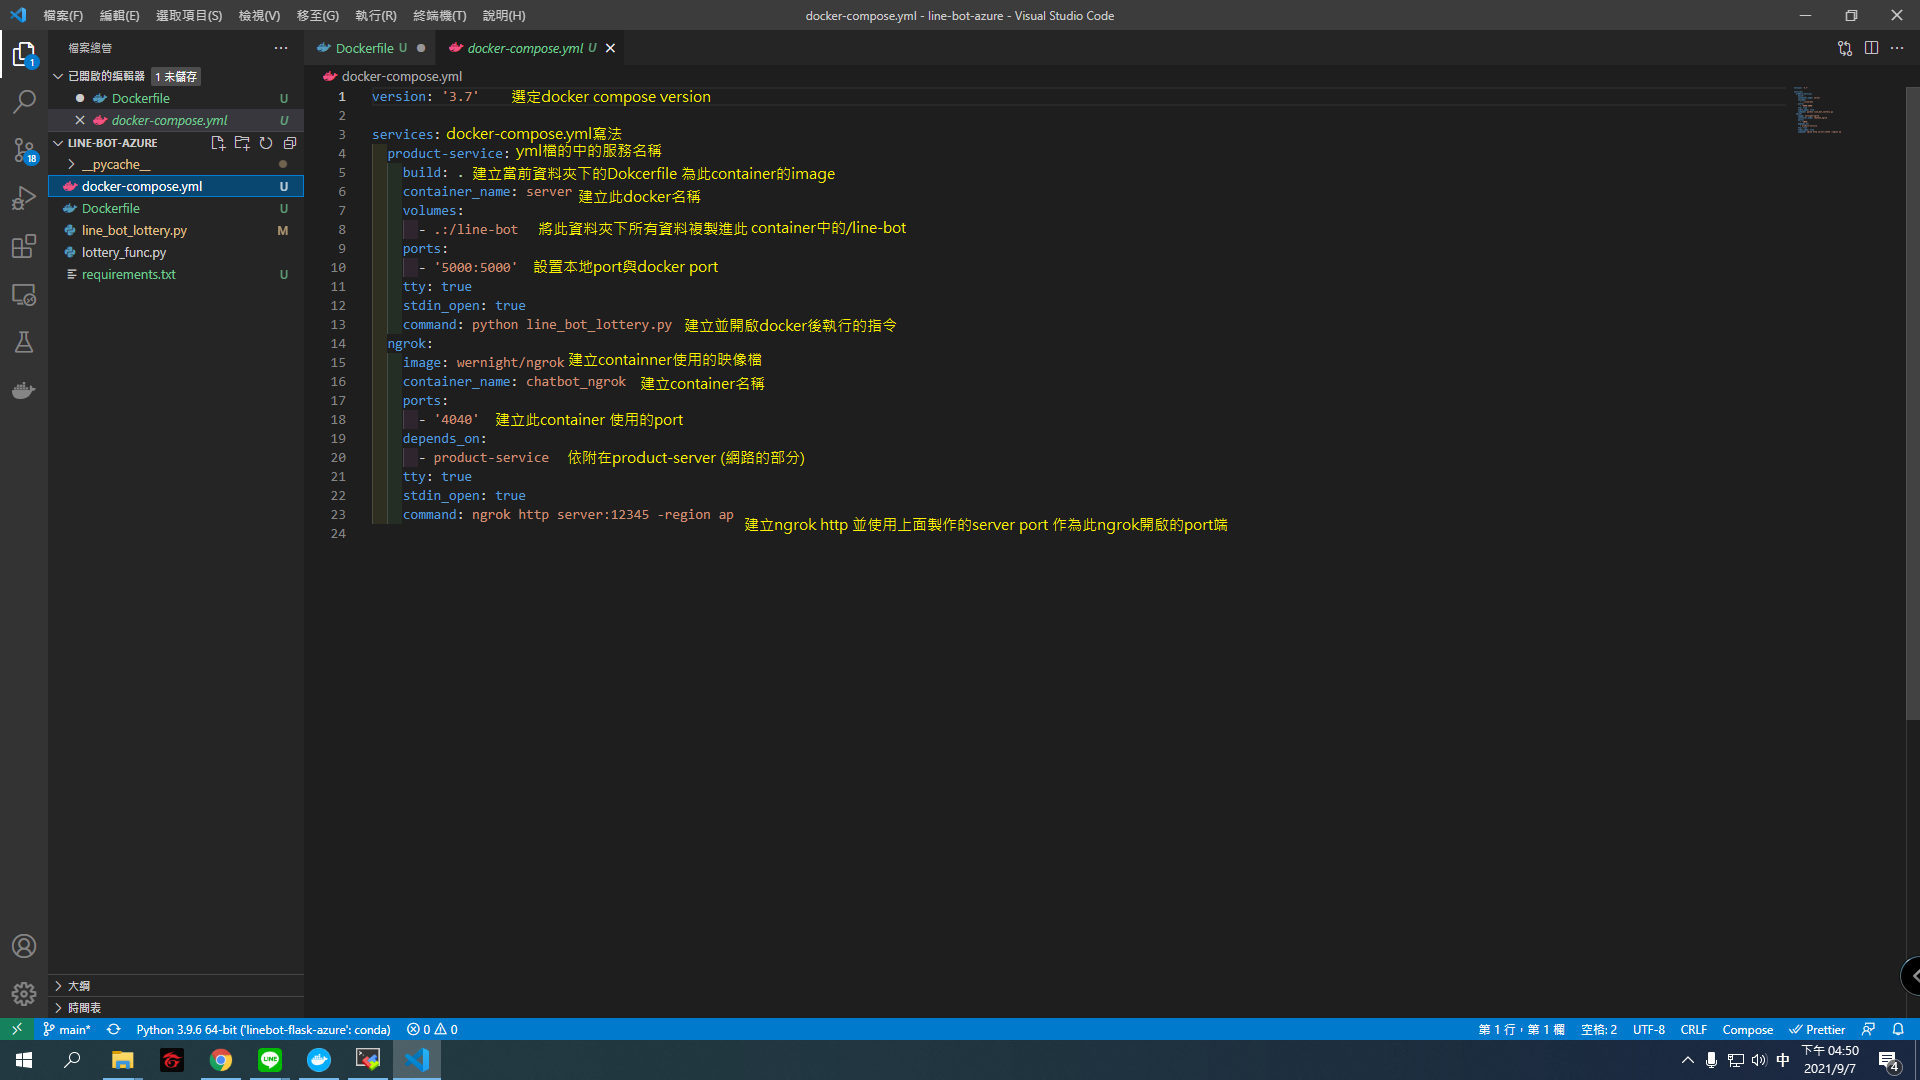 檔案(F) 編輯(E) 選取項目(S) 檢視(V) 移至(G) 執行(R) 終端機(T) 說明(H)
docker-compose.yml - line-bot-azure - Visual Studio Code
檔案總管
已開啟的編輯器 1 未儲存
Dockerfile U
docker-compose.yml U
LINE-BOT-AZURE
__pycache__
docker-compose.yml U
Dockerfile U
line_bot_lottery.py M
lottery_func.py
requirements.txt U
大綱
時間表
1
18
Dockerfile U
docker-compose.yml U
docker-compose.yml
1 version: '3.7' 選定docker compose version
2
3 services: docker-compose.yml寫法
4 product-service: yml檔的中的服務名稱
5 build: . 建立當前資料夾下的Dokcerfile 為此container的image
6 container_name: server 建立此docker名稱
7 volumes:
8 - .:/line-bot 將此資料夾下所有資料複製進此 container中的/line-bot
9 ports:
10 - '5000:5000' 設置本地port與docker port
11 tty: true
12 stdin_open: true
13 command: python line_bot_lottery.py 建立並開啟docker後執行的指令
14 ngrok:
15 image: wernight/ngrok 建立containner使用的映像檔
16 container_name: chatbot_ngrok 建立container名稱
17 ports:
18 - '4040' 建立此container 使用的port
19 depends_on:
20 - product-service 依附在product-server (網路的部分)
21 tty: true
22 stdin_open: true
23 command: ngrok http server:12345 -region ap 建立ngrok http 並使用上面製作的server port 作為此ngrok開啟的port端
24
main* Python 3.9.6 64-bit ('linebot-flask-azure': conda) 0 0
第 1 行，第 1 欄 空格: 2 UTF-8 CRLF Compose Prettier
LINE
中
下午 04:50
2021/9/7
4